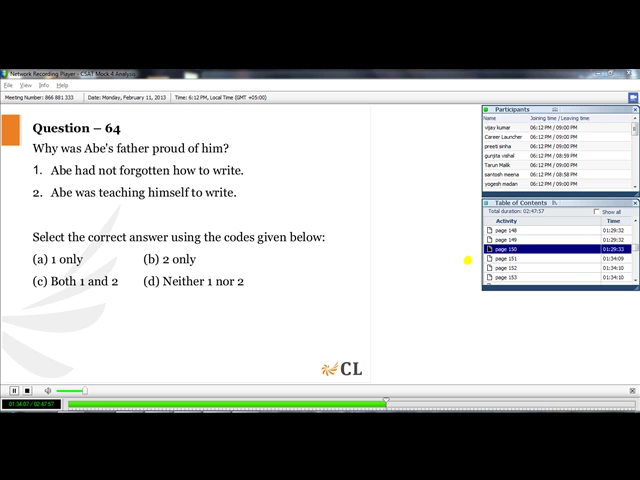 Network Recording Player - CSAT Mock 4 Analysis
File View Info Help
Meeting Number: 866 881 333 Date: Monday, February 11, 2013 Time: 6:12 PM, Local Time (GMT +05:00)
Question – 64
Why was Abe's father proud of him?
1. Abe had not forgotten how to write.
2. Abe was teaching himself to write.
Select the correct answer using the codes given below:
(a) 1 only (b) 2 only
(c) Both 1 and 2 (d) Neither 1 nor 2
CL
Participants
Name Joining time / Leaving time
vijay kumar 06:12 PM / 09:00 PM
Career Launcher 06:12 PM / 09:00 PM
preeti sinha 06:12 PM / 09:00 PM
gunjita vishal 06:12 PM / 08:59 PM
Tarun Malik 06:12 PM / 09:00 PM
santosh meena 06:12 PM / 09:00 PM
yogesh madan 06:12 PM / 09:00 PM
Table of Contents
Total duration: 02:47:57 Show all
Activity Time
page 148 01:29:32
page 149 01:29:32
page 150 01:29:33
page 151 01:34:09
page 152 01:34:10
page 153 01:34:10
01:34:07 / 02:47:57